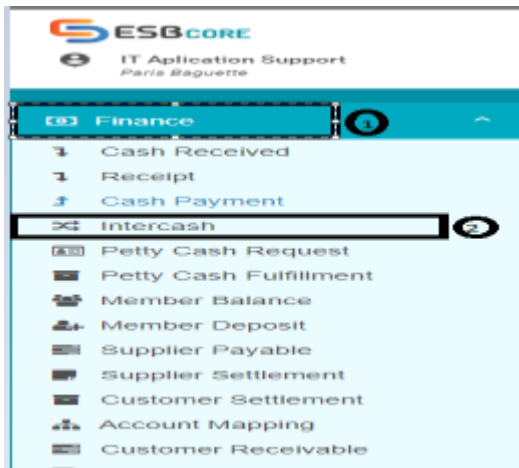 ESBCORE
IT Aplication Support
Paris Baguette
Finance 1
Cash Received
Receipt
Cash Payment
Intercash 2
Petty Cash Request
Petty Cash Fulfillment
Member Balance
Member Deposit
Supplier Payable
Supplier Settlement
Customer Settlement
Account Mapping
Customer Receivable